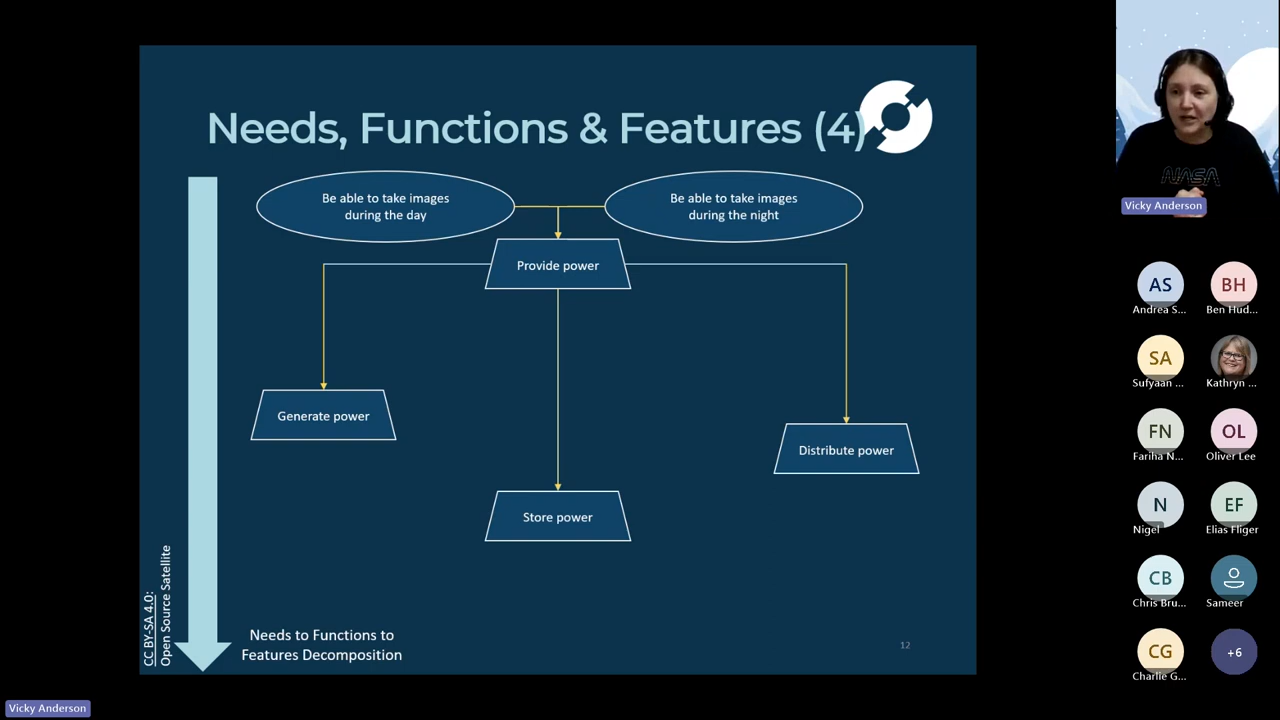 Needs, Functions & Features (4)
Be able to take images
during the day
Be able to take images
during the night
Provide power
Generate power
Distribute power
Store power
CC BY-SA 4.0:
Open Source Satellite
Needs to Functions to
Features Decomposition
12
NASA
Vicky Anderson
AS
Andrea S...
BH
Ben Hud...
SA
Sufyaan ...
Kathryn ...
FN
Fariha N...
OL
Oliver Lee
N
Nigel
EF
Elias Fliger
CB
Chris Bru...
Sameer
CG
Charlie G...
+6
Vicky Anderson